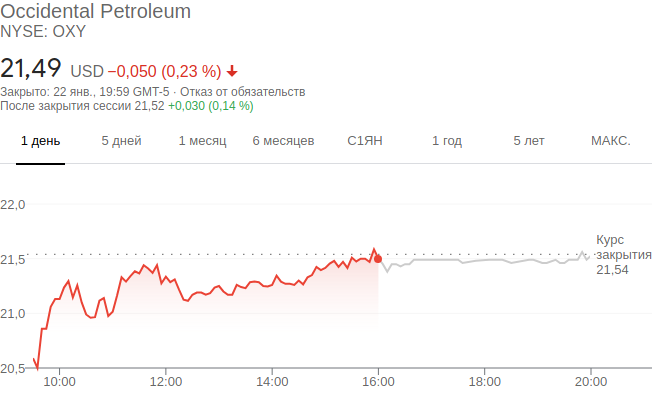 Occidental Petroleum
NYSE: OXY
21,49 USD −0,050 (0,23 %)
Закрыто: 22 янв., 19:59 GMT-5 · Отказ от обязательств
После закрытия сессии 21,52 +0,030 (0,14 %)
1 день 5 дней 1 месяц 6 месяцев С1ЯН 1 год 5 лет МАКС.
22,0
21,5
21,0
20,5
Курс
закрытия
21,54
10:00 12:00 14:00 16:00 18:00 20:00